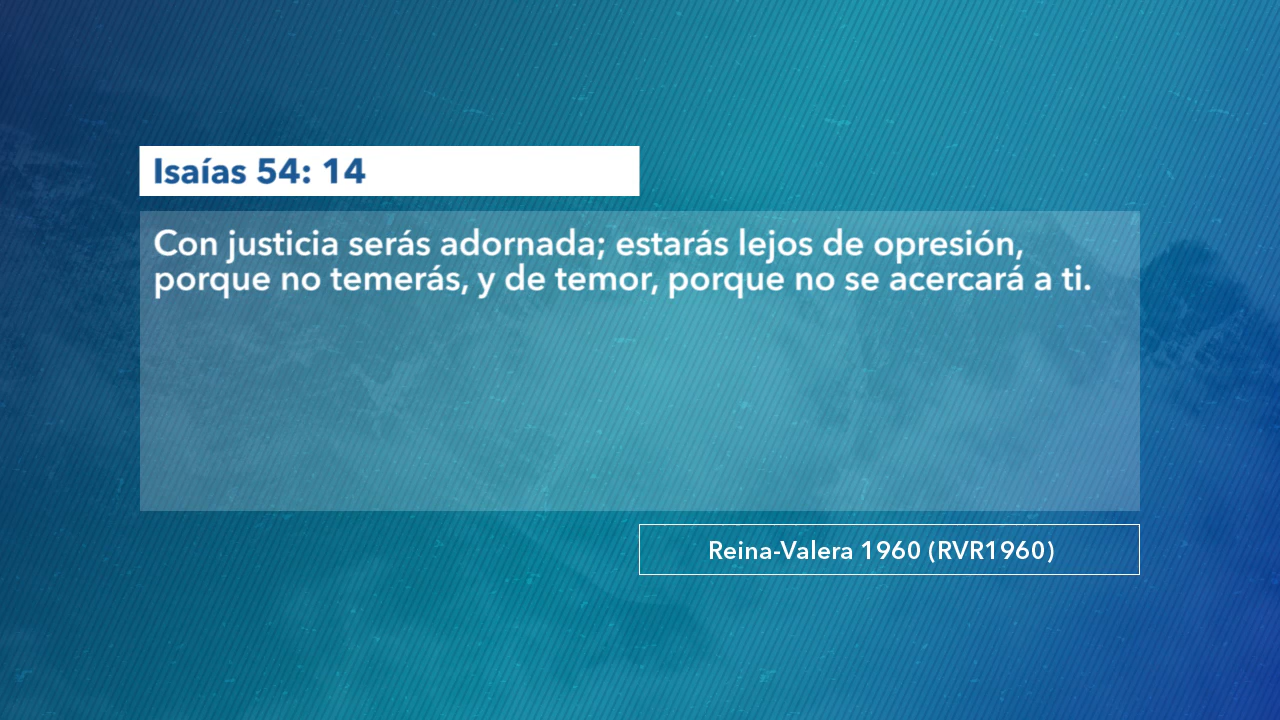 Isaías 54: 14
Con justicia serás adornada; estarás lejos de opresión,
porque no temerás, y de temor, porque no se acercará a ti.
Reina-Valera 1960 (RVR1960)